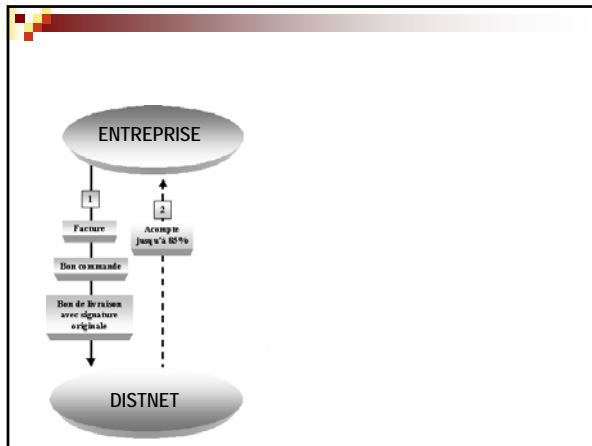 ENTREPRISE
1
Facture
Bon commande
Bon de livraison
avec signature
originale
2
Acompte
jusqu'à 85%
DISTNET